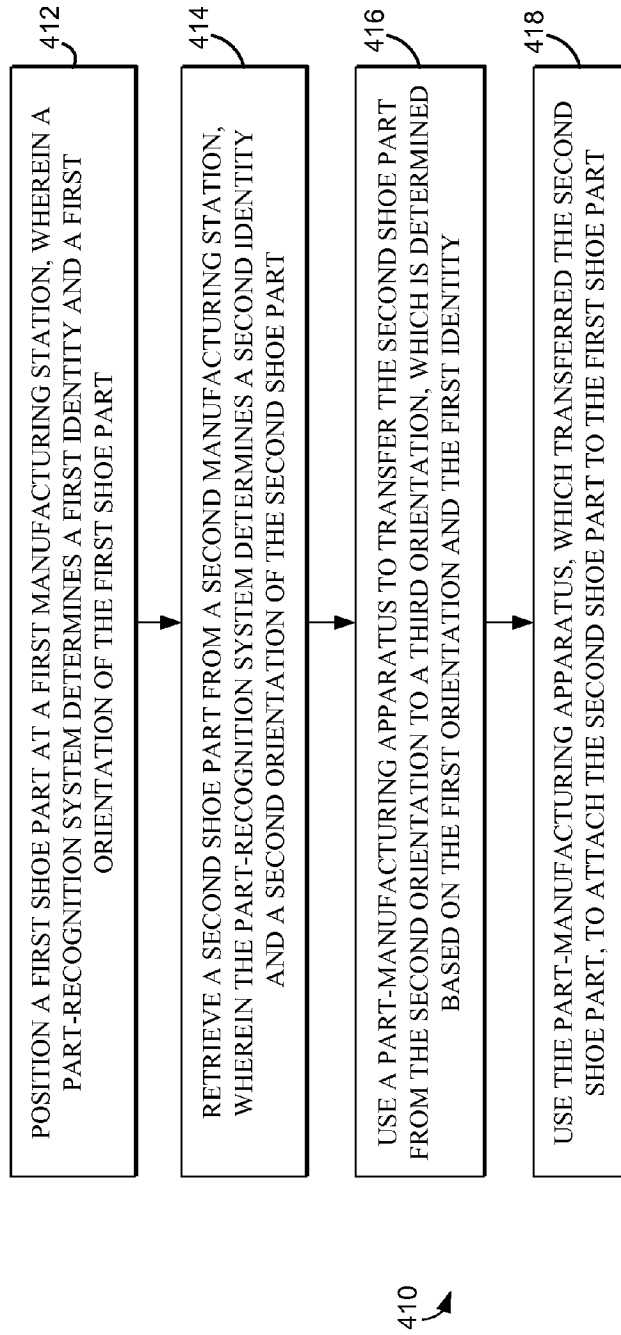 410
412
POSITION A FIRST SHOE PART AT A FIRST MANUFACTURING STATION, WHEREIN A
PART-RECOGNITION SYSTEM DETERMINES A FIRST IDENTITY AND A FIRST
ORIENTATION OF THE FIRST SHOE PART
414
RETRIEVE A SECOND SHOE PART FROM A SECOND MANUFACTURING STATION,
WHEREIN THE PART-RECOGNITION SYSTEM DETERMINES A SECOND IDENTITY
AND A SECOND ORIENTATION OF THE SECOND SHOE PART
416
USE A PART-MANUFACTURING APPARATUS TO TRANSFER THE SECOND SHOE PART
FROM THE SECOND ORIENTATION TO A THIRD ORIENTATION, WHICH IS DETERMINED
BASED ON THE FIRST ORIENTATION AND THE FIRST IDENTITY
418
USE THE PART-MANUFACTURING APPARATUS, WHICH TRANSFERRED THE SECOND
SHOE PART, TO ATTACH THE SECOND SHOE PART TO THE FIRST SHOE PART